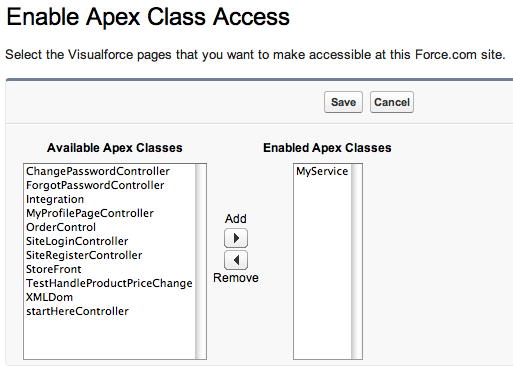 Enable Apex Class Access
Select the Visualforce pages that you want to make accessible at this Force.com site.
Save Cancel
Available Apex Classes
ChangePasswordController
ForgotPasswordController
Integration
MyProfilePageController
OrderControl
SiteLoginController
SiteRegisterController
StoreFront
TestHandleProductPriceChange
XMLDom
startHereController
Add
Remove
Enabled Apex Classes
MyService